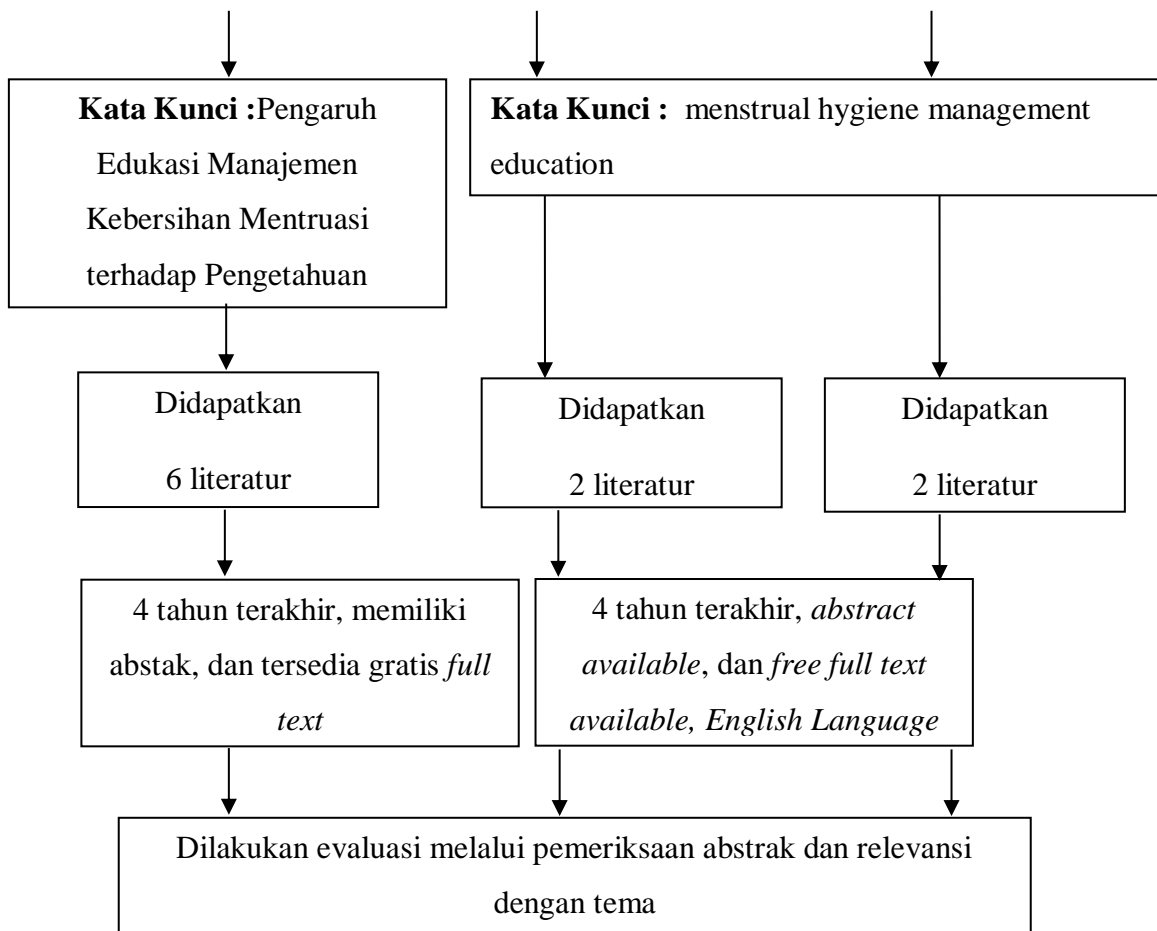 Kata Kunci :Pengaruh
Edukasi Manajemen
Kebersihan Mentruasi
terhadap Pengetahuan
Kata Kunci : menstrual hygiene management
education
Didapatkan
6 literatur
Didapatkan
2 literatur
Didapatkan
2 literatur
4 tahun terakhir, memiliki
abstak, dan tersedia gratis full
text
4 tahun terakhir, abstract
available, dan free full text
available, English Language
Dilakukan evaluasi melalui pemeriksaan abstrak dan relevansi
dengan tema